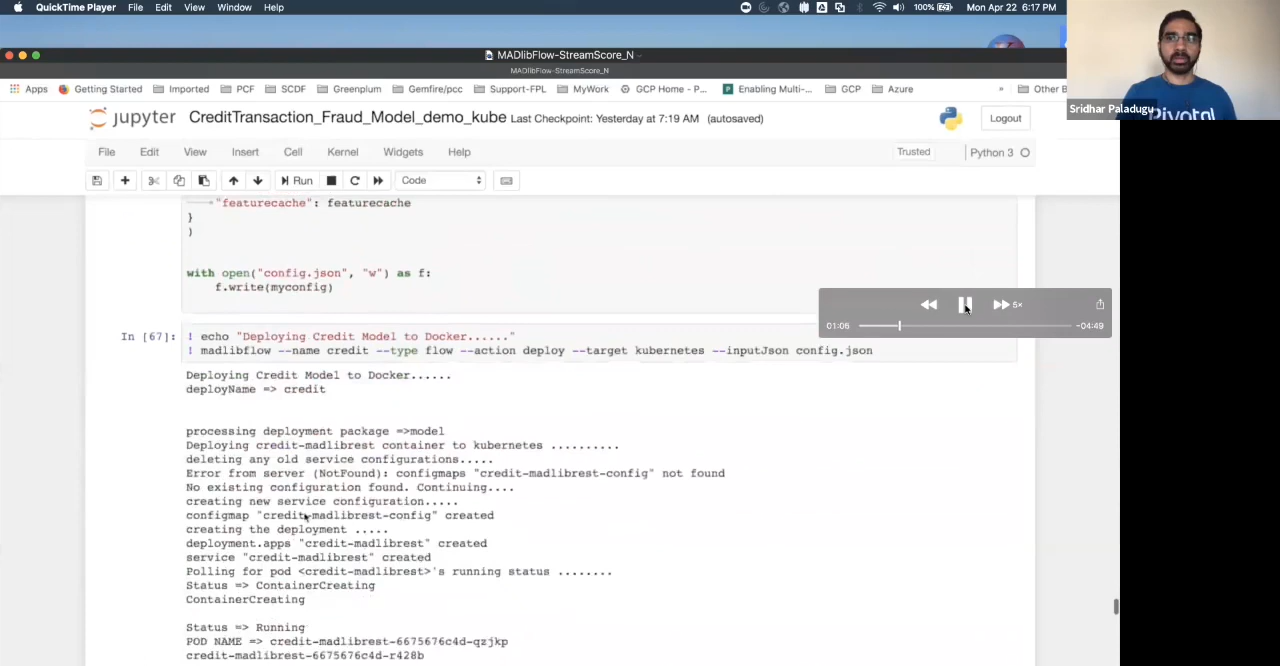 QuickTime Player File Edit View Window Help 100% Mon Apr 22 6:17 PM
MADlibFlow-StreamScore_N
MADlibFlow-StreamScore_N
Apps Getting Started Imported PCF SCDF Greenplum Gemfire/pcc Support-FPL MyWork GCP Home - P... Enabling Multi-... GCP Azure » Other B
Sridhar Paladugu
Pivotal
jupyter CreditTransaction_Fraud_Model_demo_kube Last Checkpoint: Yesterday at 7:19 AM (autosaved) Logout
File Edit View Insert Cell Kernel Widgets Help Trusted Python 3
Run Code
"featurecache": featurecache
}
)
with open("config.json", "w") as f:
f.write(myconfig)
5×
01:06 -04:49
In [67]: ! echo "Deploying Credit Model to Docker......"
! madlibflow --name credit --type flow --action deploy --target kubernetes --inputJson config.json
Deploying Credit Model to Docker......
deployName => credit
processing deployment package =>model
Deploying credit-madlibrest container to kubernetes ..........
deleting any old service configurations.....
Error from server (NotFound): configmaps "credit-madlibrest-config" not found
No existing configuration found. Continuing....
creating new service configuration.....
configmap "credit-madlibrest-config" created
creating the deployment .....
deployment.apps "credit-madlibrest" created
service "credit-madlibrest" created
Polling for pod <credit-madlibrest>'s running status ........
Status => ContainerCreating
ContainerCreating
Status => Running
POD NAME => credit-madlibrest-6675676c4d-qzjkp
credit-madlibrest-6675676c4d-r428b